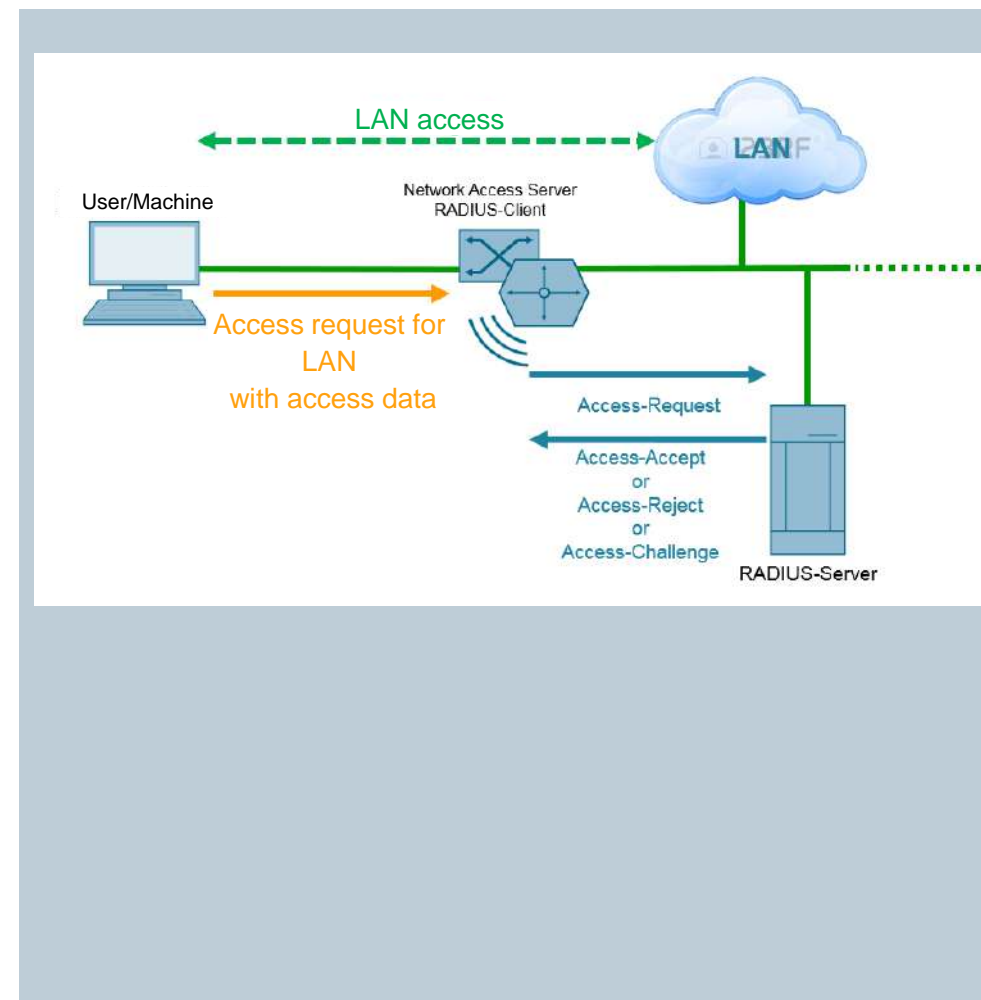 LAN access
LAN
User/Machine
Network Access Server
RADIUS-Client
Access request for
LAN
with access data
Access-Request
Access-Accept
or
Access-Reject
or
Access-Challenge
RADIUS-Server